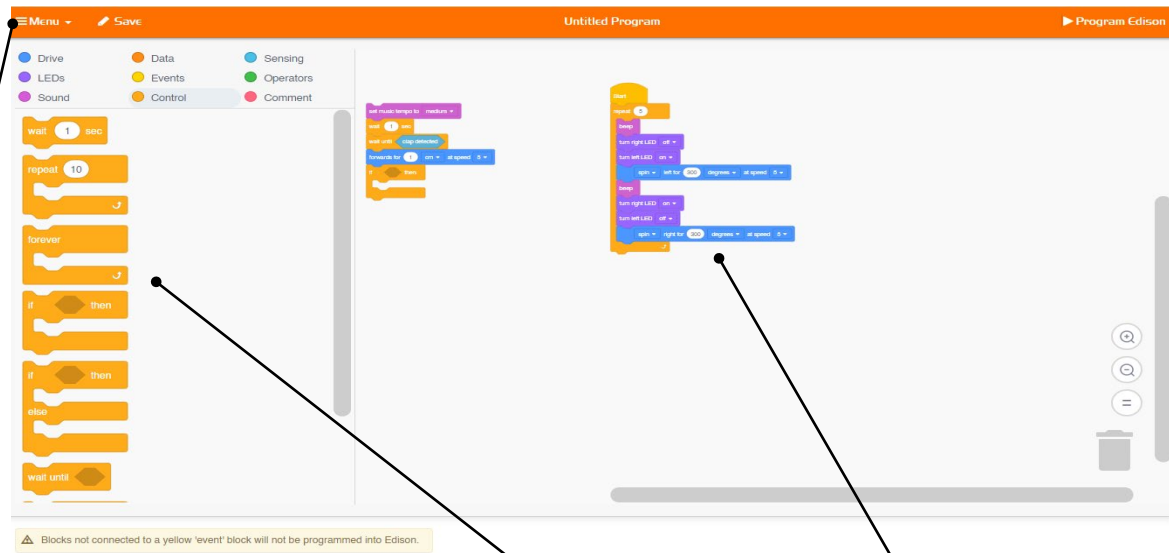 Menu Save Untitled Program Program Edison
Drive Data Sensing
LEDs Events Operators
Sound Control Comment
wait 1 sec
repeat 10
forever
if then
if then
else
wait until
set music tempo to medium
wait 1 sec
wait until clap detected
forwards for 1 cm at speed 5
if then
start
repeat 5
beep
turn right LED off
turn left LED on
spin left for 300 degrees at speed 5
beep
turn right LED on
turn left LED off
spin right for 300 degrees at speed 5
=
Blocks not connected to a yellow 'event' block will not be programmed into Edison.